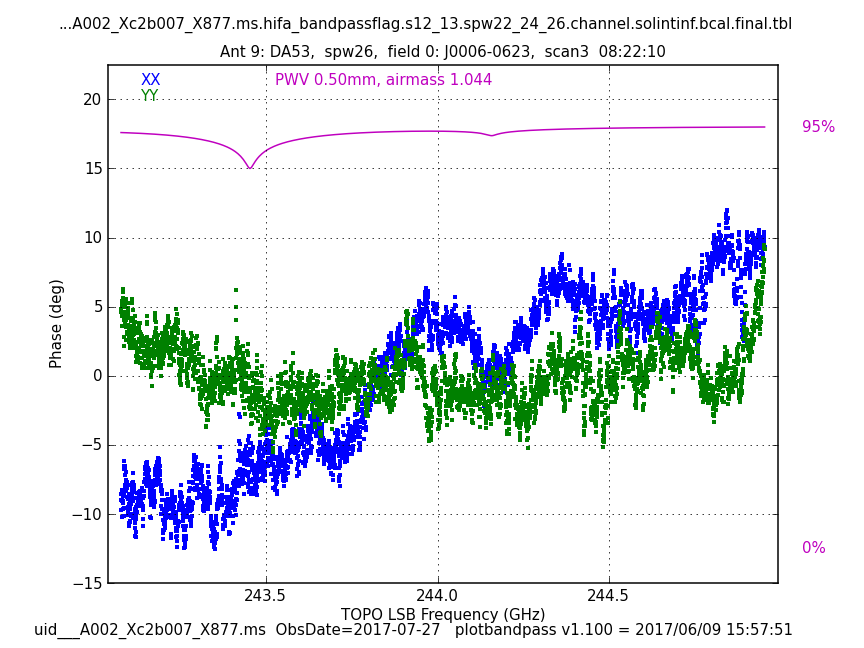 ...A002_Xc2b007_X877.ms.hifa_bandpassflag.s12_13.spw22_24_26.channel.solintinf.bcal.final.tbl
Ant 9: DA53,  spw26,  field 0: J0006-0623,  scan3  08:22:10
XX
PWV 0.50mm, airmass 1.044
YY
95%
0%
20
15
10
5
0
−5
−10
−15
Phase (deg)
243.5 244.0 244.5
TOPO LSB Frequency (GHz)
uid___A002_Xc2b007_X877.ms  ObsDate=2017-07-27   plotbandpass v1.100 = 2017/06/09 15:57:51